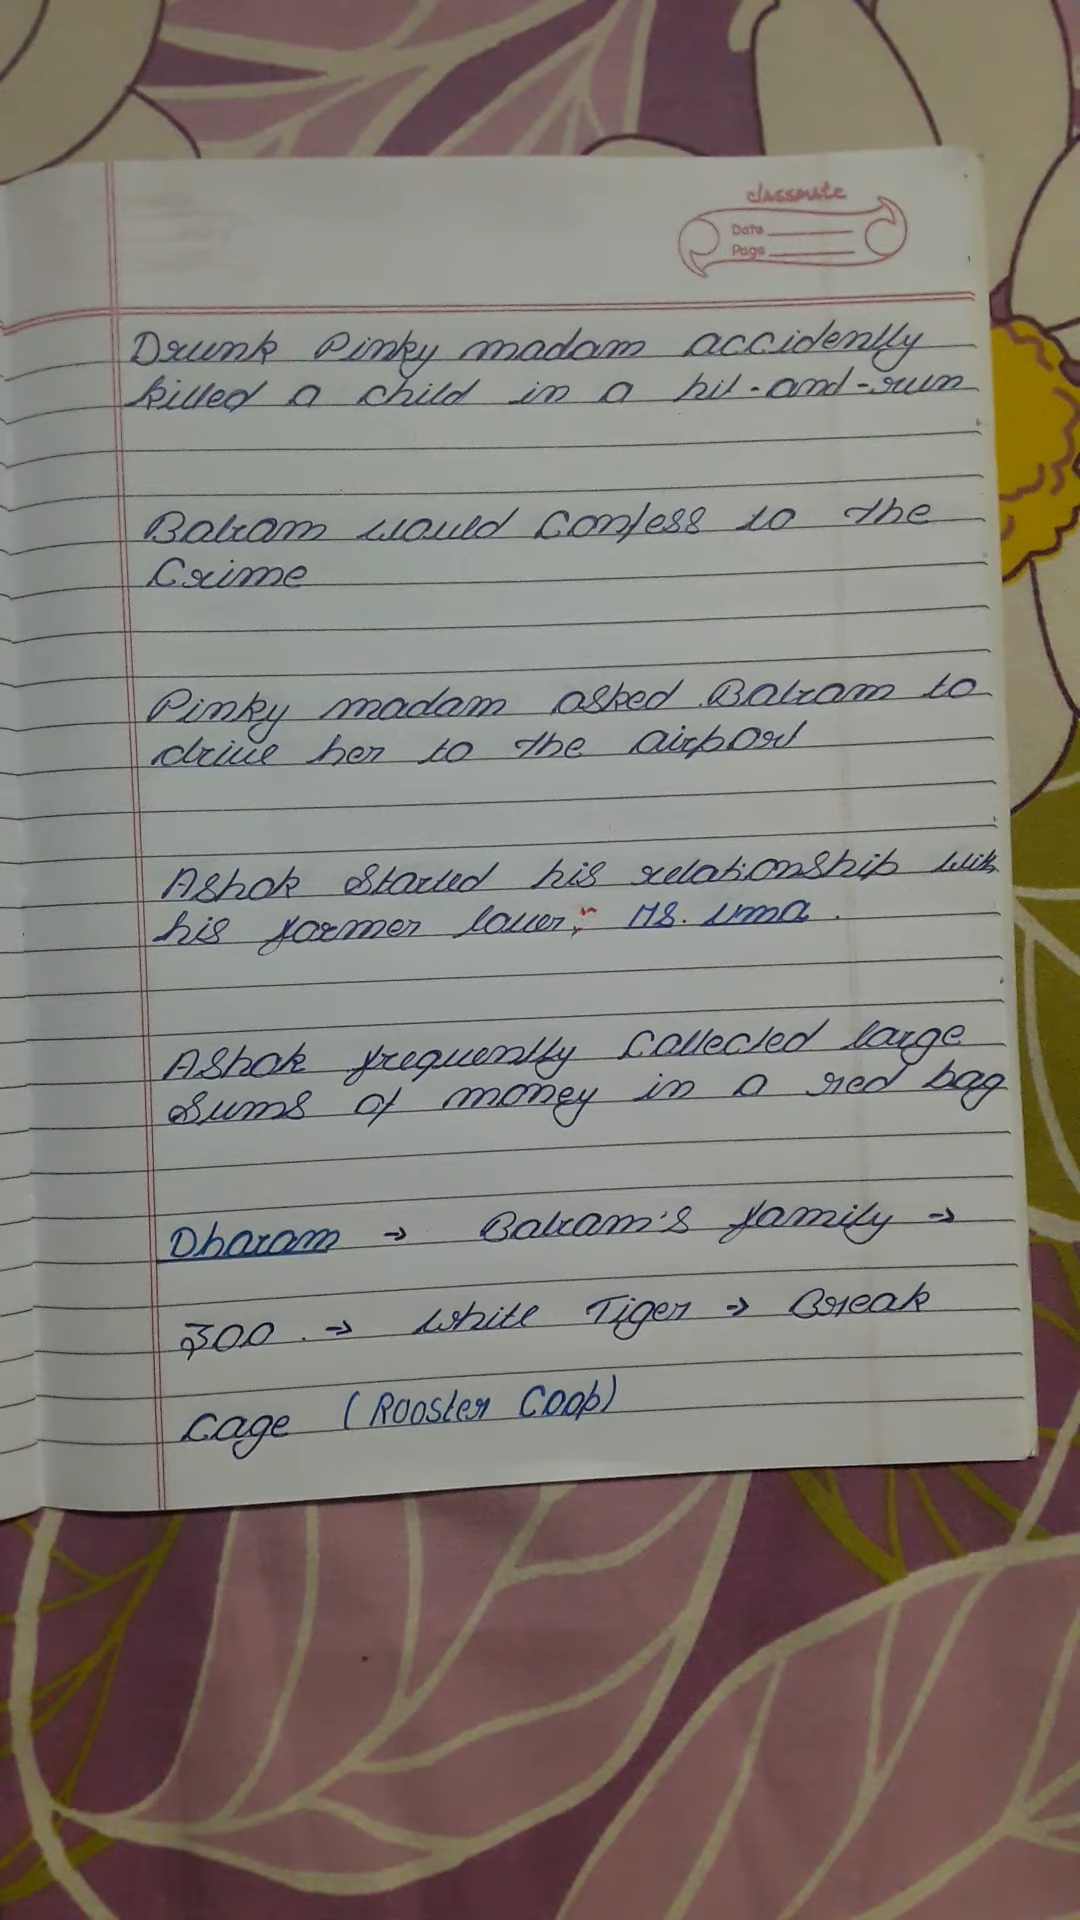 classmate
Date
Page
Drunk Pinky madam accidently
killed a child in a hit-and-run
Balram would Confess to the
Crime
Pinky madam asked Balram to
drive her to the airport
Ashok Started his relationship with
his former lover; MS. Uma.
Ashok frequently Collected large
Sums of money in a red bag
Dharam → Balram's family →
300 → White Tiger → Break
Cage (Rooster Coop)